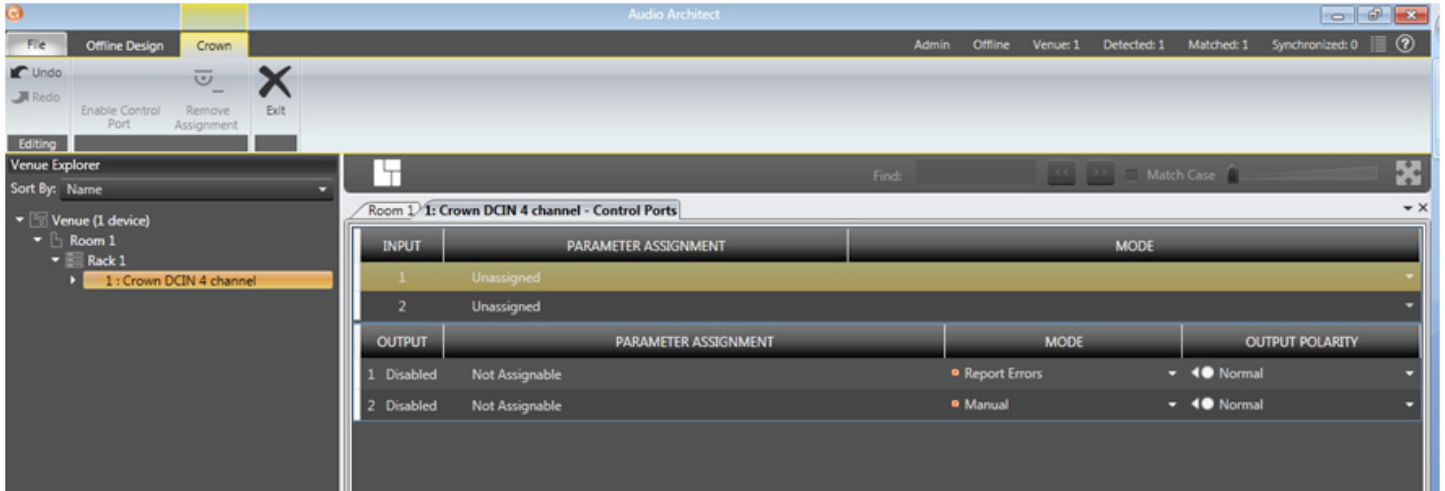 Audio Architect
File Offline Design Crown Admin Offline Venue: 1 Detected: 1 Matched: 1 Synchronized: 0 ?
Undo
Redo
Enable Control Port
Remove Assignment
Exit
Editing
Venue Explorer
Sort By: Name
Find: << >> Match Case
Venue (1 device)
Room 1
Rack 1
1 : Crown DCIN 4 channel
Room 1 1: Crown DCIN 4 channel - Control Ports
INPUT PARAMETER ASSIGNMENT MODE
1 Unassigned
2 Unassigned
OUTPUT PARAMETER ASSIGNMENT MODE OUTPUT POLARITY
1 Disabled Not Assignable Report Errors Normal
2 Disabled Not Assignable Manual Normal